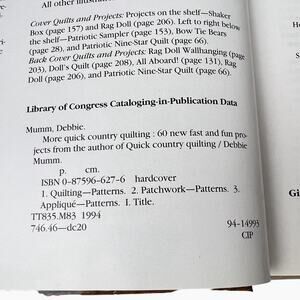 All other illustra
Cover Quilts and Projects: Projects on the shelf—Shaker
Box (page 157) and Rag Doll (page 206). Left to right below
the shelf—Patriotic Sampler (page 153), Bow Tie Bears
(page 28), and Patriotic Nine-Star Quilt (page 66).
Back Cover Quilts and Projects: Rag Doll Wallhanging (page
203), Doll's Quilt (page 208), All Aboard! (page 131), Rag
Doll (page 206), and Patriotic Nine-Star Quilt (page 66).
Library of Congress Cataloging-in-Publication Data
Mumm, Debbie.
More quick country quilting : 60 new fast and fun pro
jects from the author of Quick country quilting / Debbie
Mumm.
p. cm.
ISBN 0-87596-627-6 hardcover
1. Quilting—Patterns. 2. Patchwork—Patterns. 3.
Appliqué—Patterns. I. Title.
TT835.M83 1994
746.46—dc20 94-14993
CIP
Gi